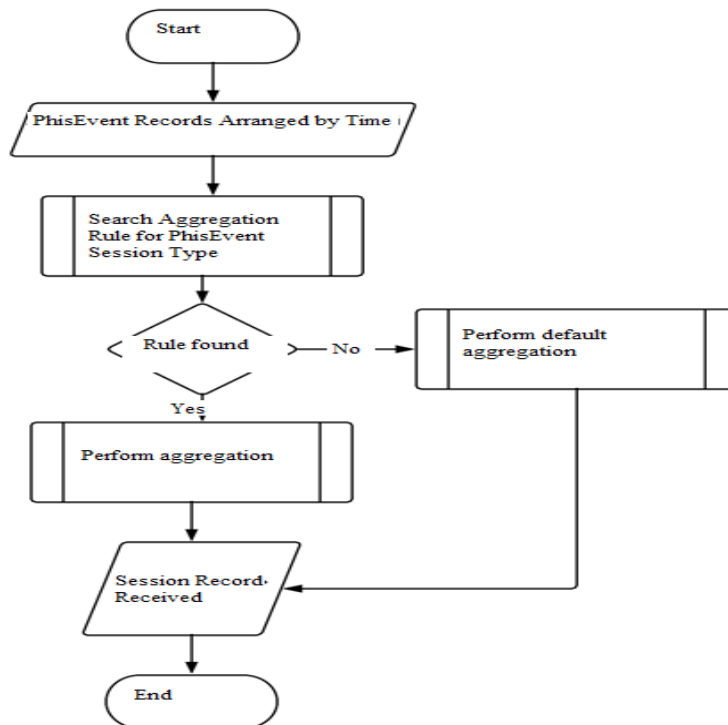 Start
PhisEvent Records Arranged by Time
Search Aggregation
Rule for PhisEvent
Session Type
Rule found
No
Perform default
aggregation
Yes
Perform aggregation
Session Record
Received
End